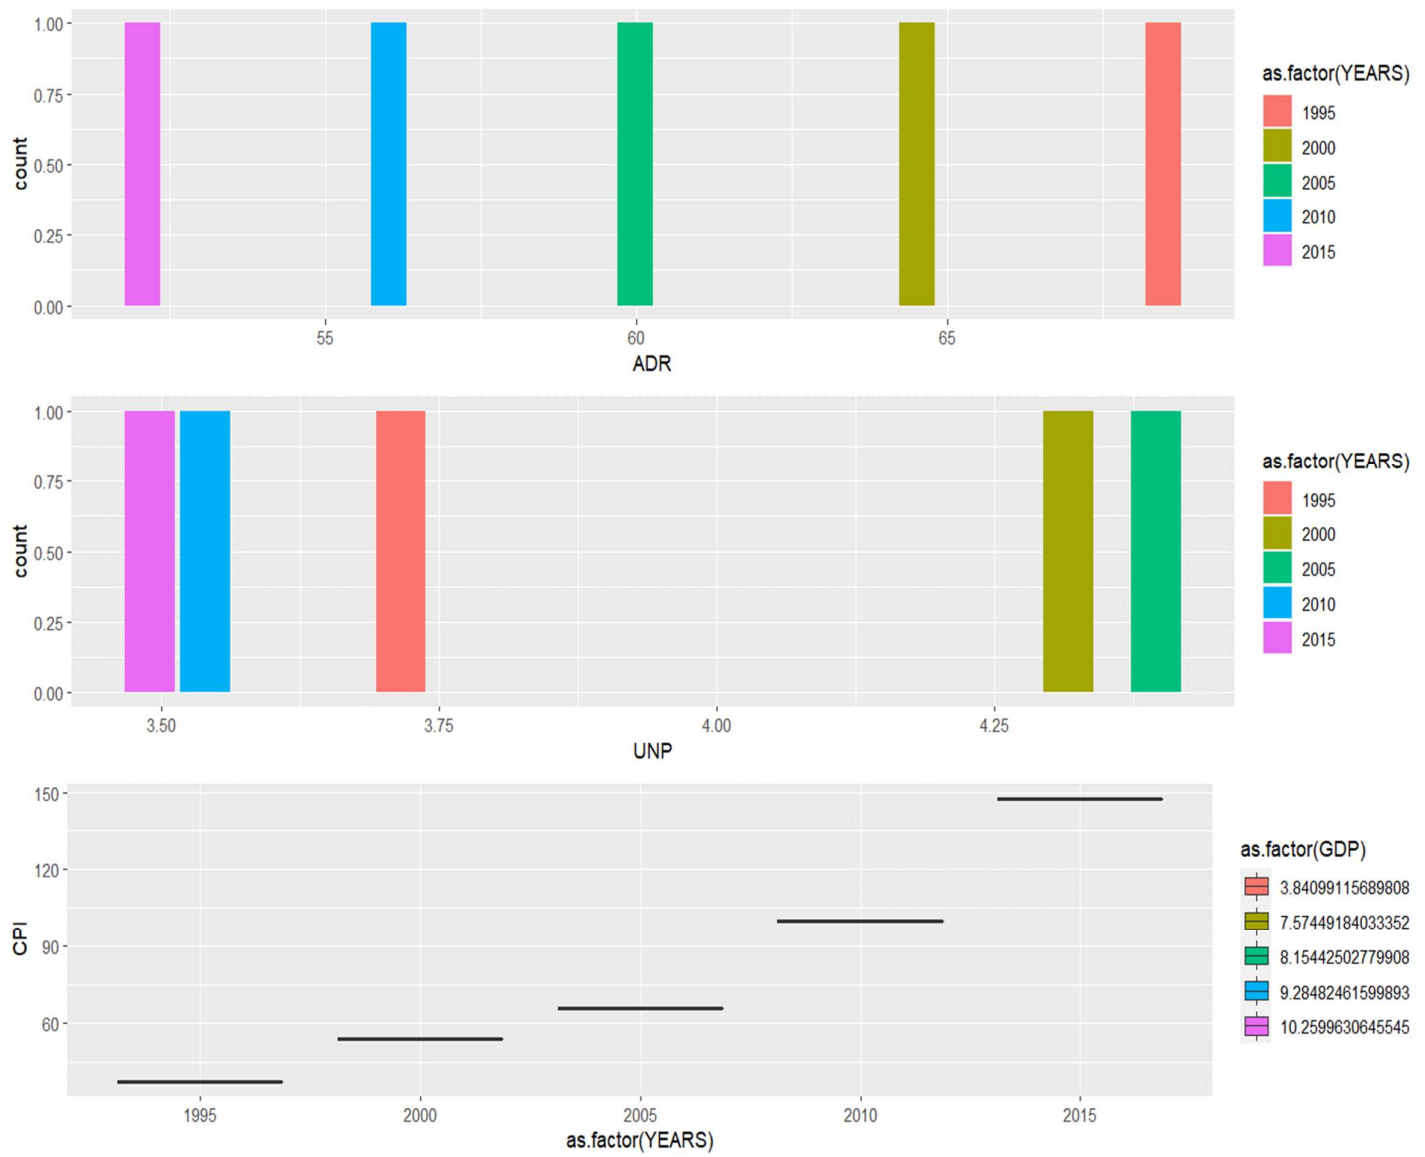 1.00
0.75
0.50
0.25
0.00
count
55 60 65
ADR
as.factor(YEARS)
1995
2000
2005
2010
2015
1.00
0.75
0.50
0.25
0.00
count
3.50 3.75 4.00 4.25
UNP
as.factor(YEARS)
1995
2000
2005
2010
2015
150
120
90
60
CPI
1995 2000 2005 2010 2015
as.factor(YEARS)
as.factor(GDP)
3.84099115689808
7.57449184033352
8.15442502779908
9.28482461599893
10.2599630645545